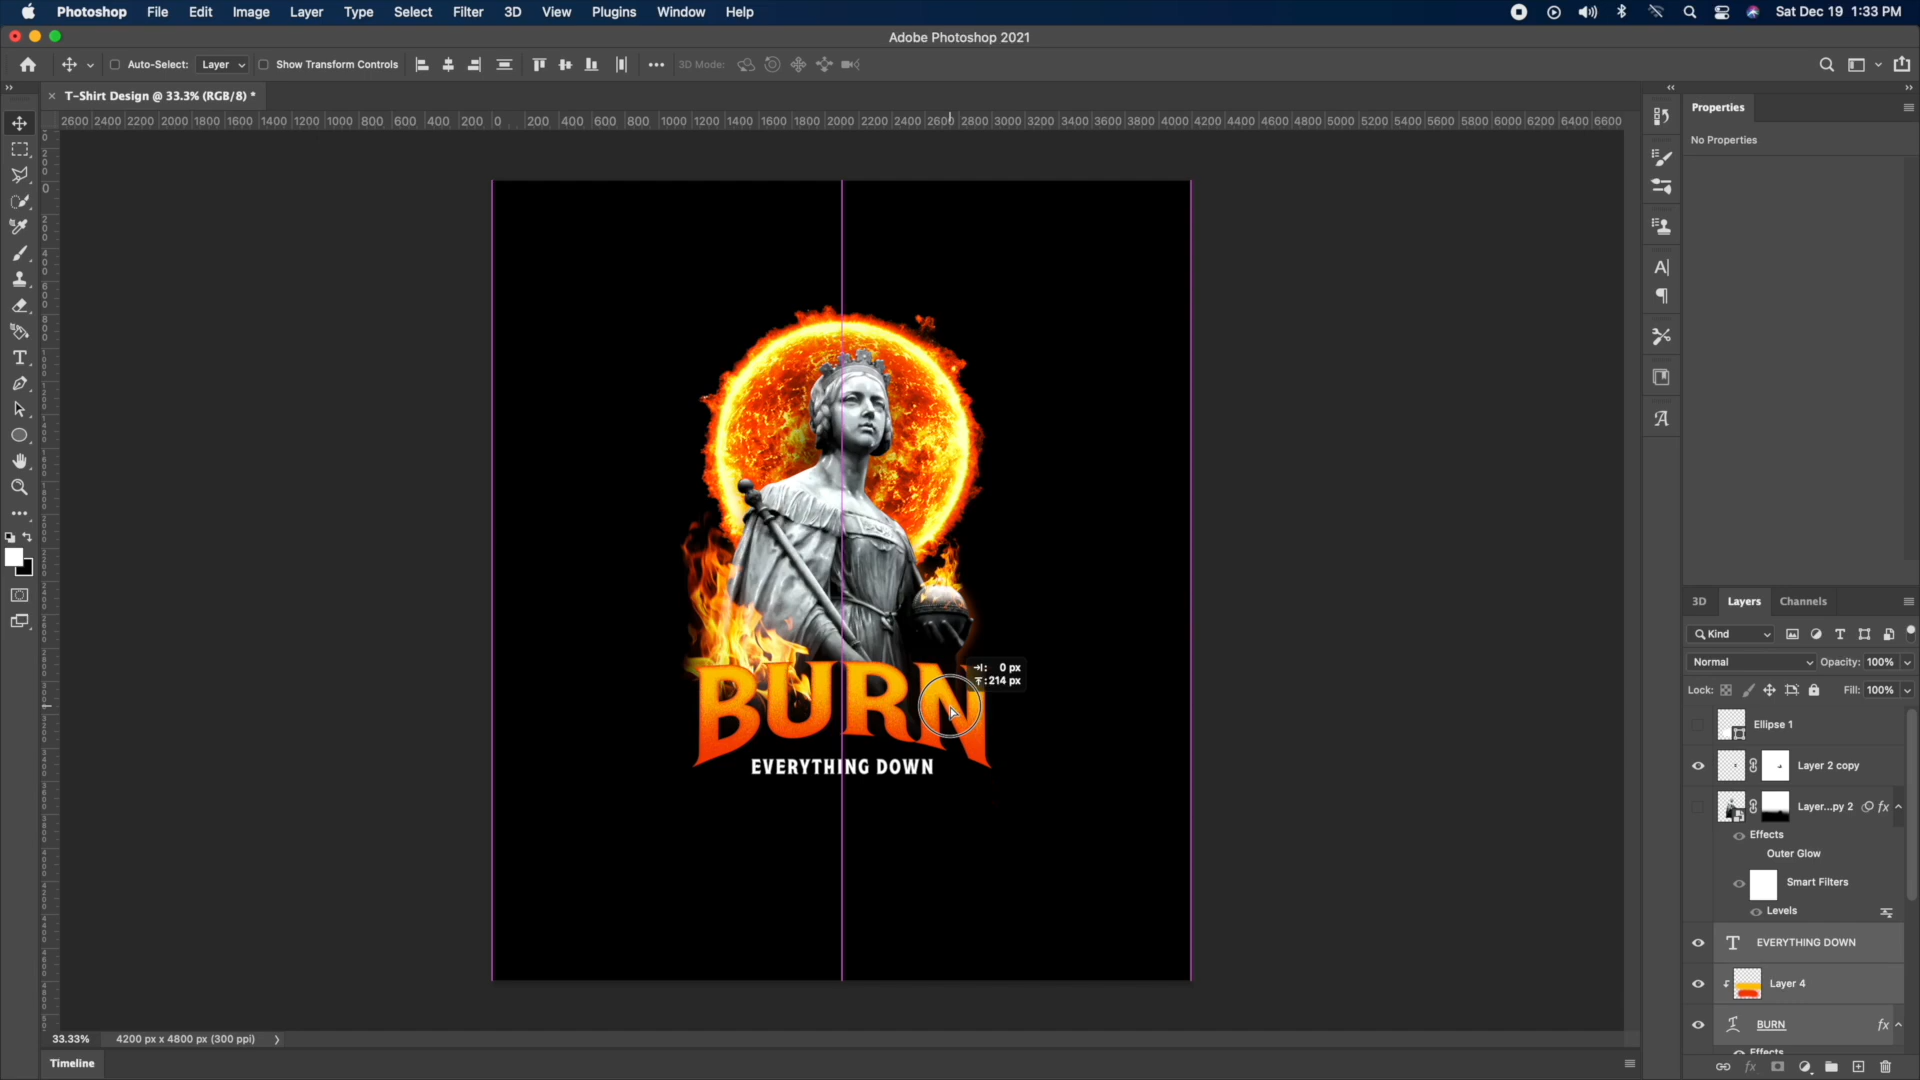 Photoshop File Edit Image Layer Type Select Filter 3D View Plugins Window Help
Sat Dec 19 1:33 PM
Adobe Photoshop 2021
Auto-Select: Layer Show Transform Controls 3D Mode:
T-Shirt Design @ 33.3% (RGB/8) *
2600 2400 2200 2000 1800 1600 1400 1200 1000 800 600 400 200 0 200 400 600 800 1000 1200 1400 1600 1800 2000 2200 2400 2600 2800 3000 3200 3400 3600 3800 4000 4200 4400 4600 4800 5000 5200 5400 5600 5800 6000 6200 6400 6600
Properties
No Properties
BURN
EVERYTHING DOWN
0 px
214 px
3D Layers Channels
Kind
Normal Opacity: 100%
Lock: Fill: 100%
Ellipse 1
Layer 2 copy
Layer...py 2 fx
Effects
Outer Glow
Smart Filters
Levels
EVERYTHING DOWN
Layer 4
BURN fx
Effects
33.33% 4200 px x 4800 px (300 ppi)
Timeline